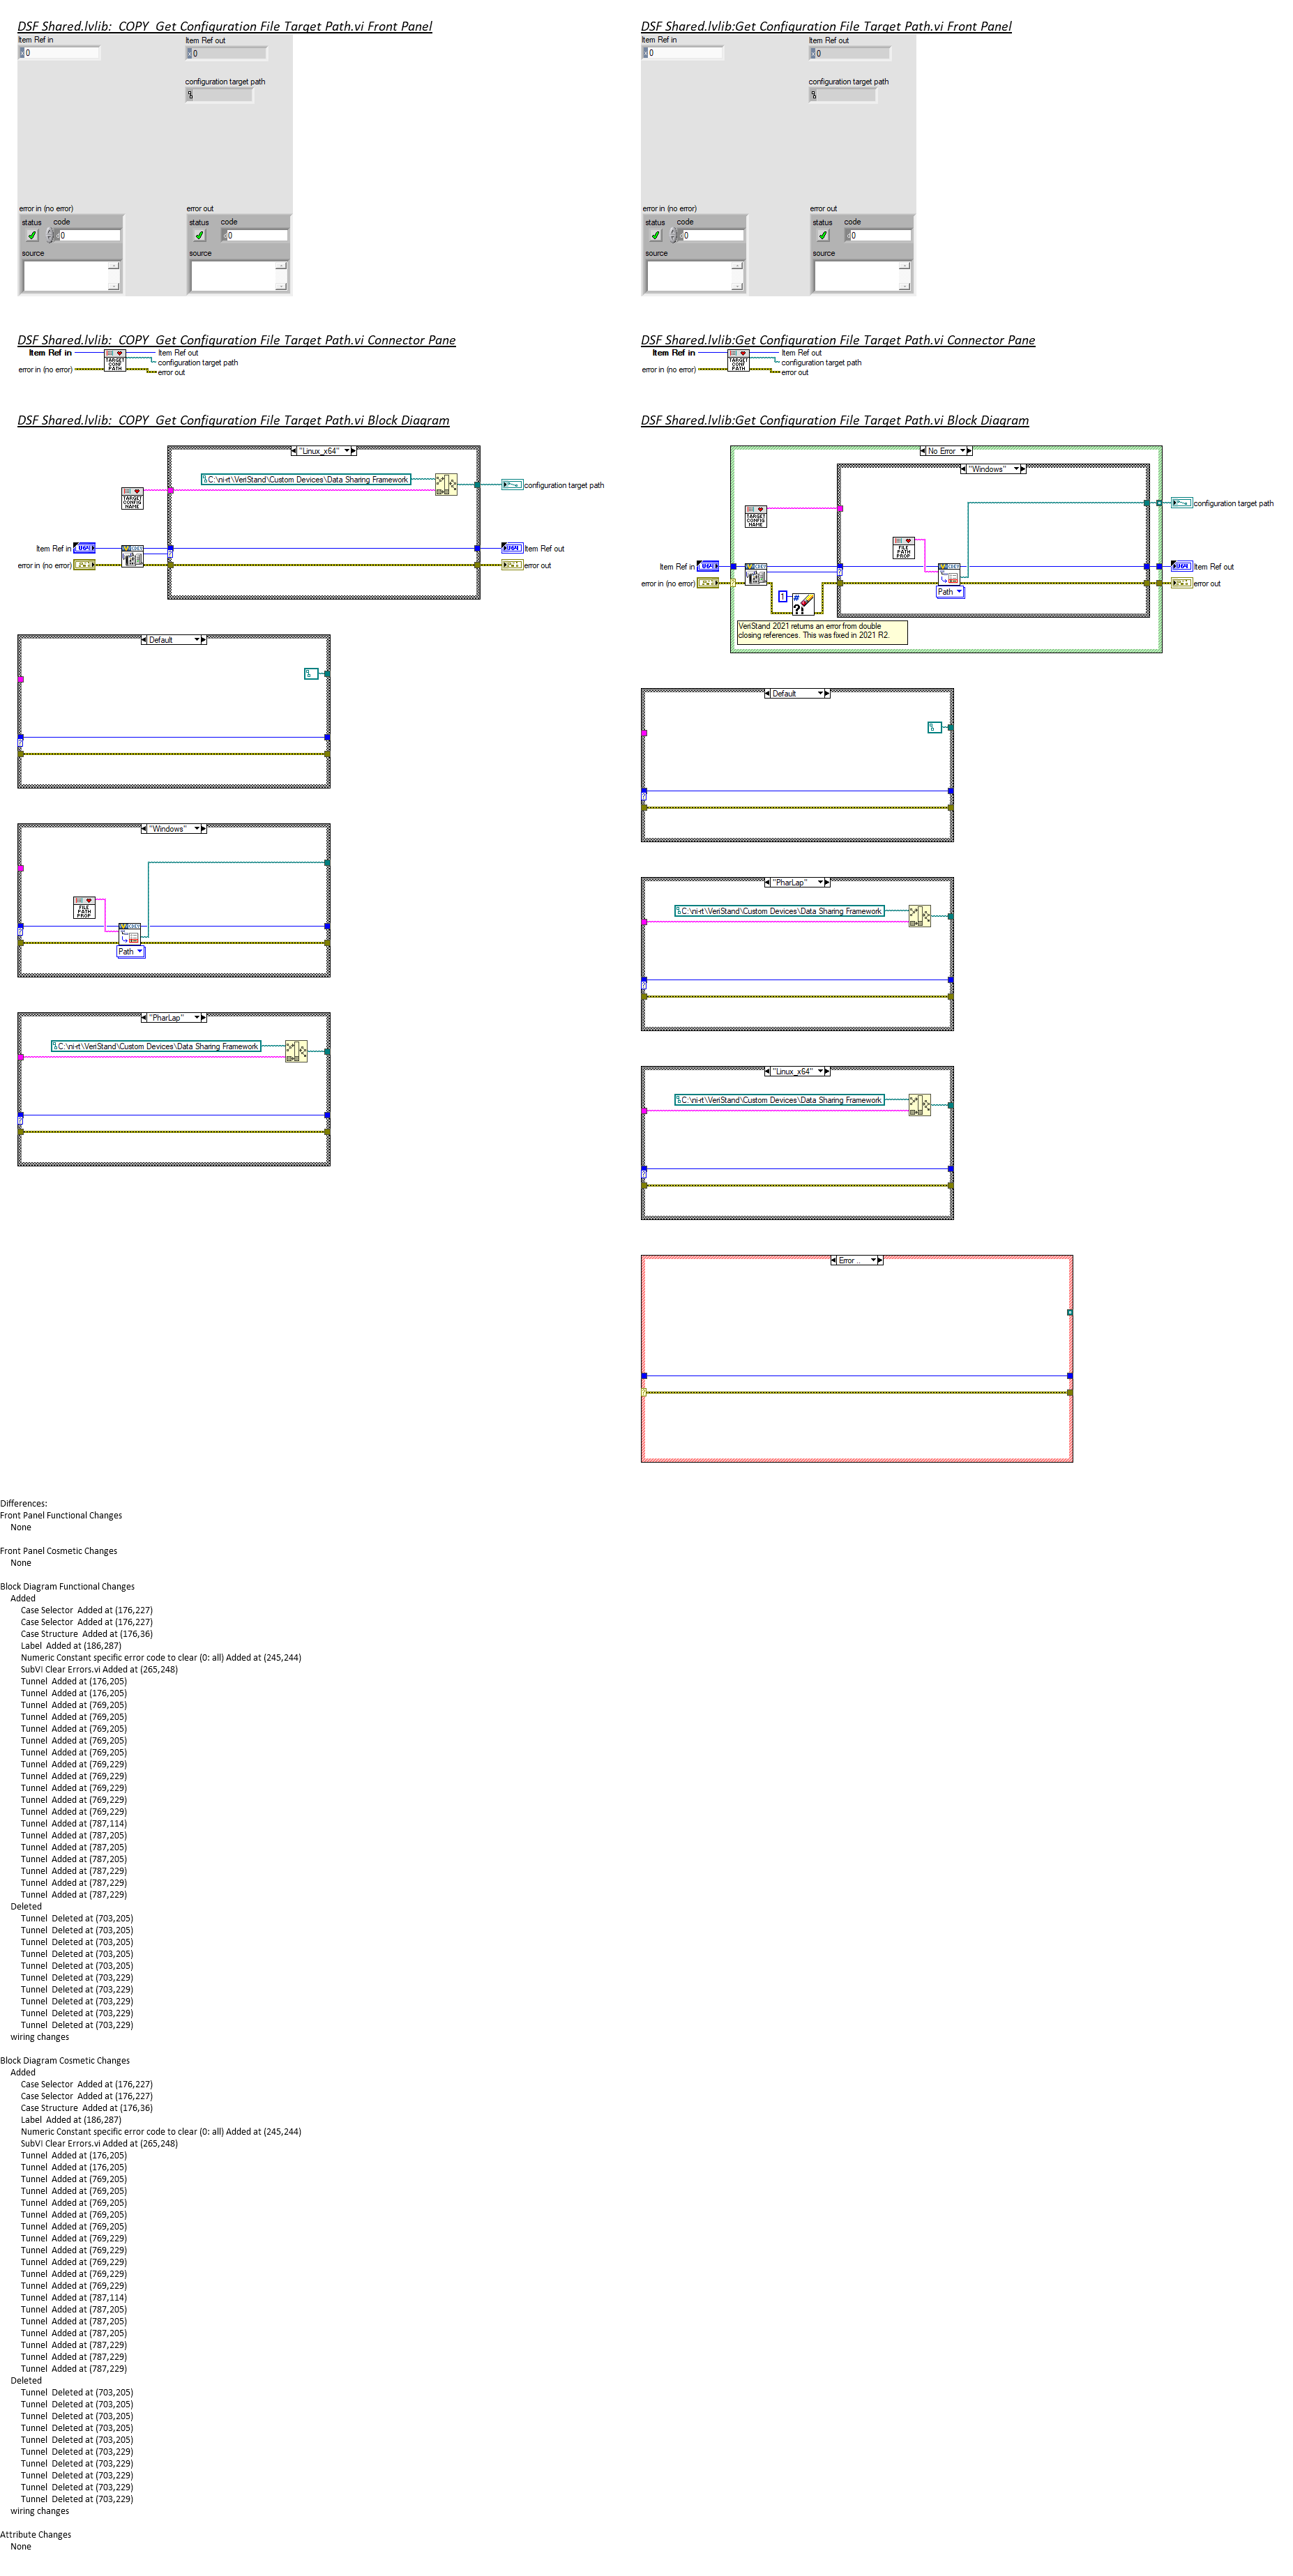 DSF Shared.lvlib:  COPY  Get Configuration File Target Path.vi Front Panel
Item Ref in
Item Ref out
0
0
configuration target path
error in (no error)
error out
status
code
status
code
0
0
source
source
DSF Shared.lvlib:Get Configuration File Target Path.vi Front Panel
Item Ref in
Item Ref out
0
0
configuration target path
error in (no error)
error out
status
code
status
code
0
0
source
source
DSF Shared.lvlib:  COPY  Get Configuration File Target Path.vi Connector Pane
Item Ref in
Item Ref out
TARGET
CONF
PATH
configuration target path
error in (no error)
error out
DSF Shared.lvlib:Get Configuration File Target Path.vi Connector Pane
Item Ref in
Item Ref out
TARGET
CONF
PATH
configuration target path
error in (no error)
error out
DSF Shared.lvlib:  COPY  Get Configuration File Target Path.vi Block Diagram
"Linux_x64"
C:\ni-rt\VeriStand\Custom Devices\Data Sharing Framework
configuration target path
TARGET
CONFIG
NAME
Item Ref in
Item Ref out
error in (no error)
error out
Default
"Windows"
FILE
PATH
PROP
Path
"PharLap"
C:\ni-rt\VeriStand\Custom Devices\Data Sharing Framework
DSF Shared.lvlib:Get Configuration File Target Path.vi Block Diagram
No Error
"Windows"
configuration target path
TARGET
CONFIG
NAME
FILE
PATH
PROP
Item Ref in
Item Ref out
error in (no error)
error out
Path
1
#
??
VeriStand 2021 returns an error from double
closing references. This was fixed in 2021 R2.
Default
"PharLap"
C:\ni-rt\VeriStand\Custom Devices\Data Sharing Framework
"Linux_x64"
C:\ni-rt\VeriStand\Custom Devices\Data Sharing Framework
Error ..
Differences:
Front Panel Functional Changes
None
Front Panel Cosmetic Changes
None
Block Diagram Functional Changes
Added
Case Selector  Added at (176,227)
Case Selector  Added at (176,227)
Case Structure  Added at (176,36)
Label  Added at (186,287)
Numeric Constant specific error code to clear (0: all) Added at (245,244)
SubVI Clear Errors.vi Added at (265,248)
Tunnel  Added at (176,205)
Tunnel  Added at (176,205)
Tunnel  Added at (769,205)
Tunnel  Added at (769,205)
Tunnel  Added at (769,205)
Tunnel  Added at (769,205)
Tunnel  Added at (769,205)
Tunnel  Added at (769,229)
Tunnel  Added at (769,229)
Tunnel  Added at (769,229)
Tunnel  Added at (769,229)
Tunnel  Added at (769,229)
Tunnel  Added at (787,114)
Tunnel  Added at (787,205)
Tunnel  Added at (787,205)
Tunnel  Added at (787,205)
Tunnel  Added at (787,229)
Tunnel  Added at (787,229)
Tunnel  Added at (787,229)
Deleted
Tunnel  Deleted at (703,205)
Tunnel  Deleted at (703,205)
Tunnel  Deleted at (703,205)
Tunnel  Deleted at (703,205)
Tunnel  Deleted at (703,205)
Tunnel  Deleted at (703,229)
Tunnel  Deleted at (703,229)
Tunnel  Deleted at (703,229)
Tunnel  Deleted at (703,229)
Tunnel  Deleted at (703,229)
wiring changes
Block Diagram Cosmetic Changes
Added
Case Selector  Added at (176,227)
Case Selector  Added at (176,227)
Case Structure  Added at (176,36)
Label  Added at (186,287)
Numeric Constant specific error code to clear (0: all) Added at (245,244)
SubVI Clear Errors.vi Added at (265,248)
Tunnel  Added at (176,205)
Tunnel  Added at (176,205)
Tunnel  Added at (769,205)
Tunnel  Added at (769,205)
Tunnel  Added at (769,205)
Tunnel  Added at (769,205)
Tunnel  Added at (769,205)
Tunnel  Added at (769,229)
Tunnel  Added at (769,229)
Tunnel  Added at (769,229)
Tunnel  Added at (769,229)
Tunnel  Added at (769,229)
Tunnel  Added at (787,114)
Tunnel  Added at (787,205)
Tunnel  Added at (787,205)
Tunnel  Added at (787,205)
Tunnel  Added at (787,229)
Tunnel  Added at (787,229)
Tunnel  Added at (787,229)
Deleted
Tunnel  Deleted at (703,205)
Tunnel  Deleted at (703,205)
Tunnel  Deleted at (703,205)
Tunnel  Deleted at (703,205)
Tunnel  Deleted at (703,205)
Tunnel  Deleted at (703,229)
Tunnel  Deleted at (703,229)
Tunnel  Deleted at (703,229)
Tunnel  Deleted at (703,229)
Tunnel  Deleted at (703,229)
wiring changes
Attribute Changes
None